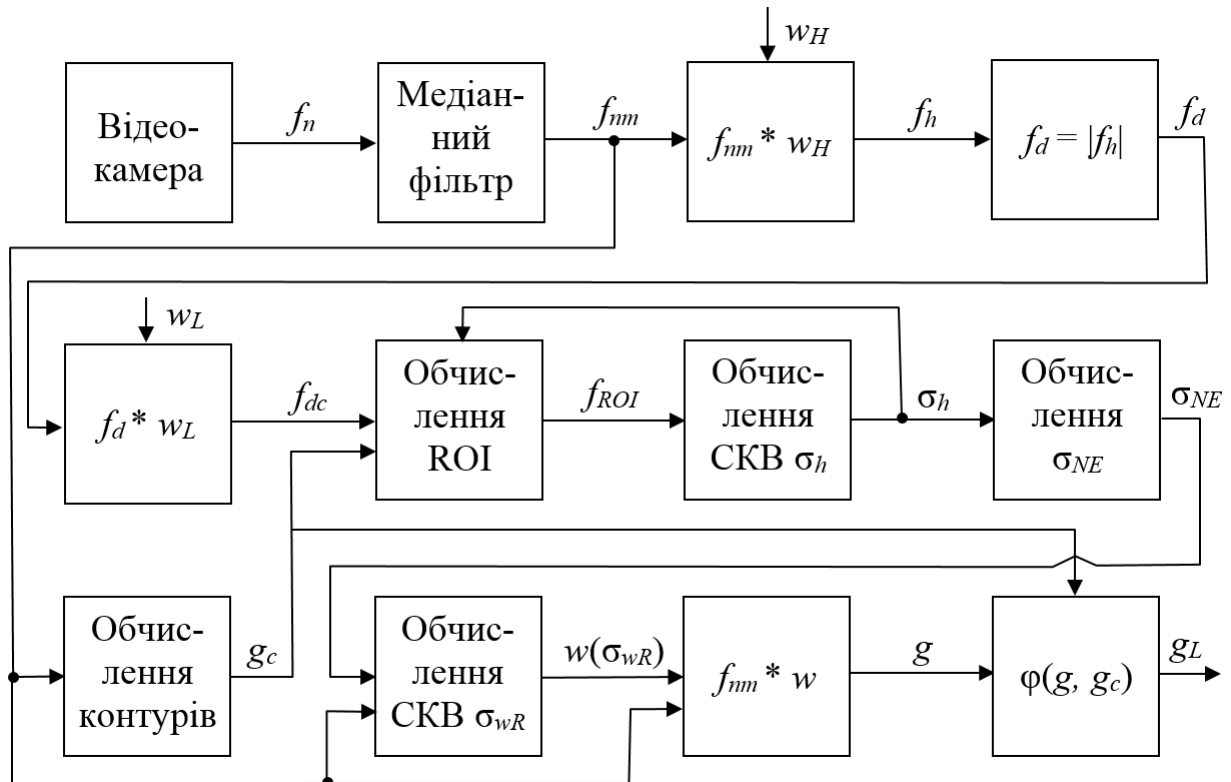 w_H
Відео-
камера
f_n
Медіан-
ний
фільтр
f_nm
f_nm * w_H
f_h
f_d = |f_h|
f_d
w_L
f_d * w_L
f_dc
Обчис-
лення
ROI
f_ROI
Обчис-
лення
СКВ σ_h
σ_h
Обчис-
лення
σ_NE
σ_NE
Обчис-
лення
контурів
g_c
Обчис-
лення
СКВ σ_wR
w(σ_wR)
f_nm * w
g
φ(g, g_c)
g_L